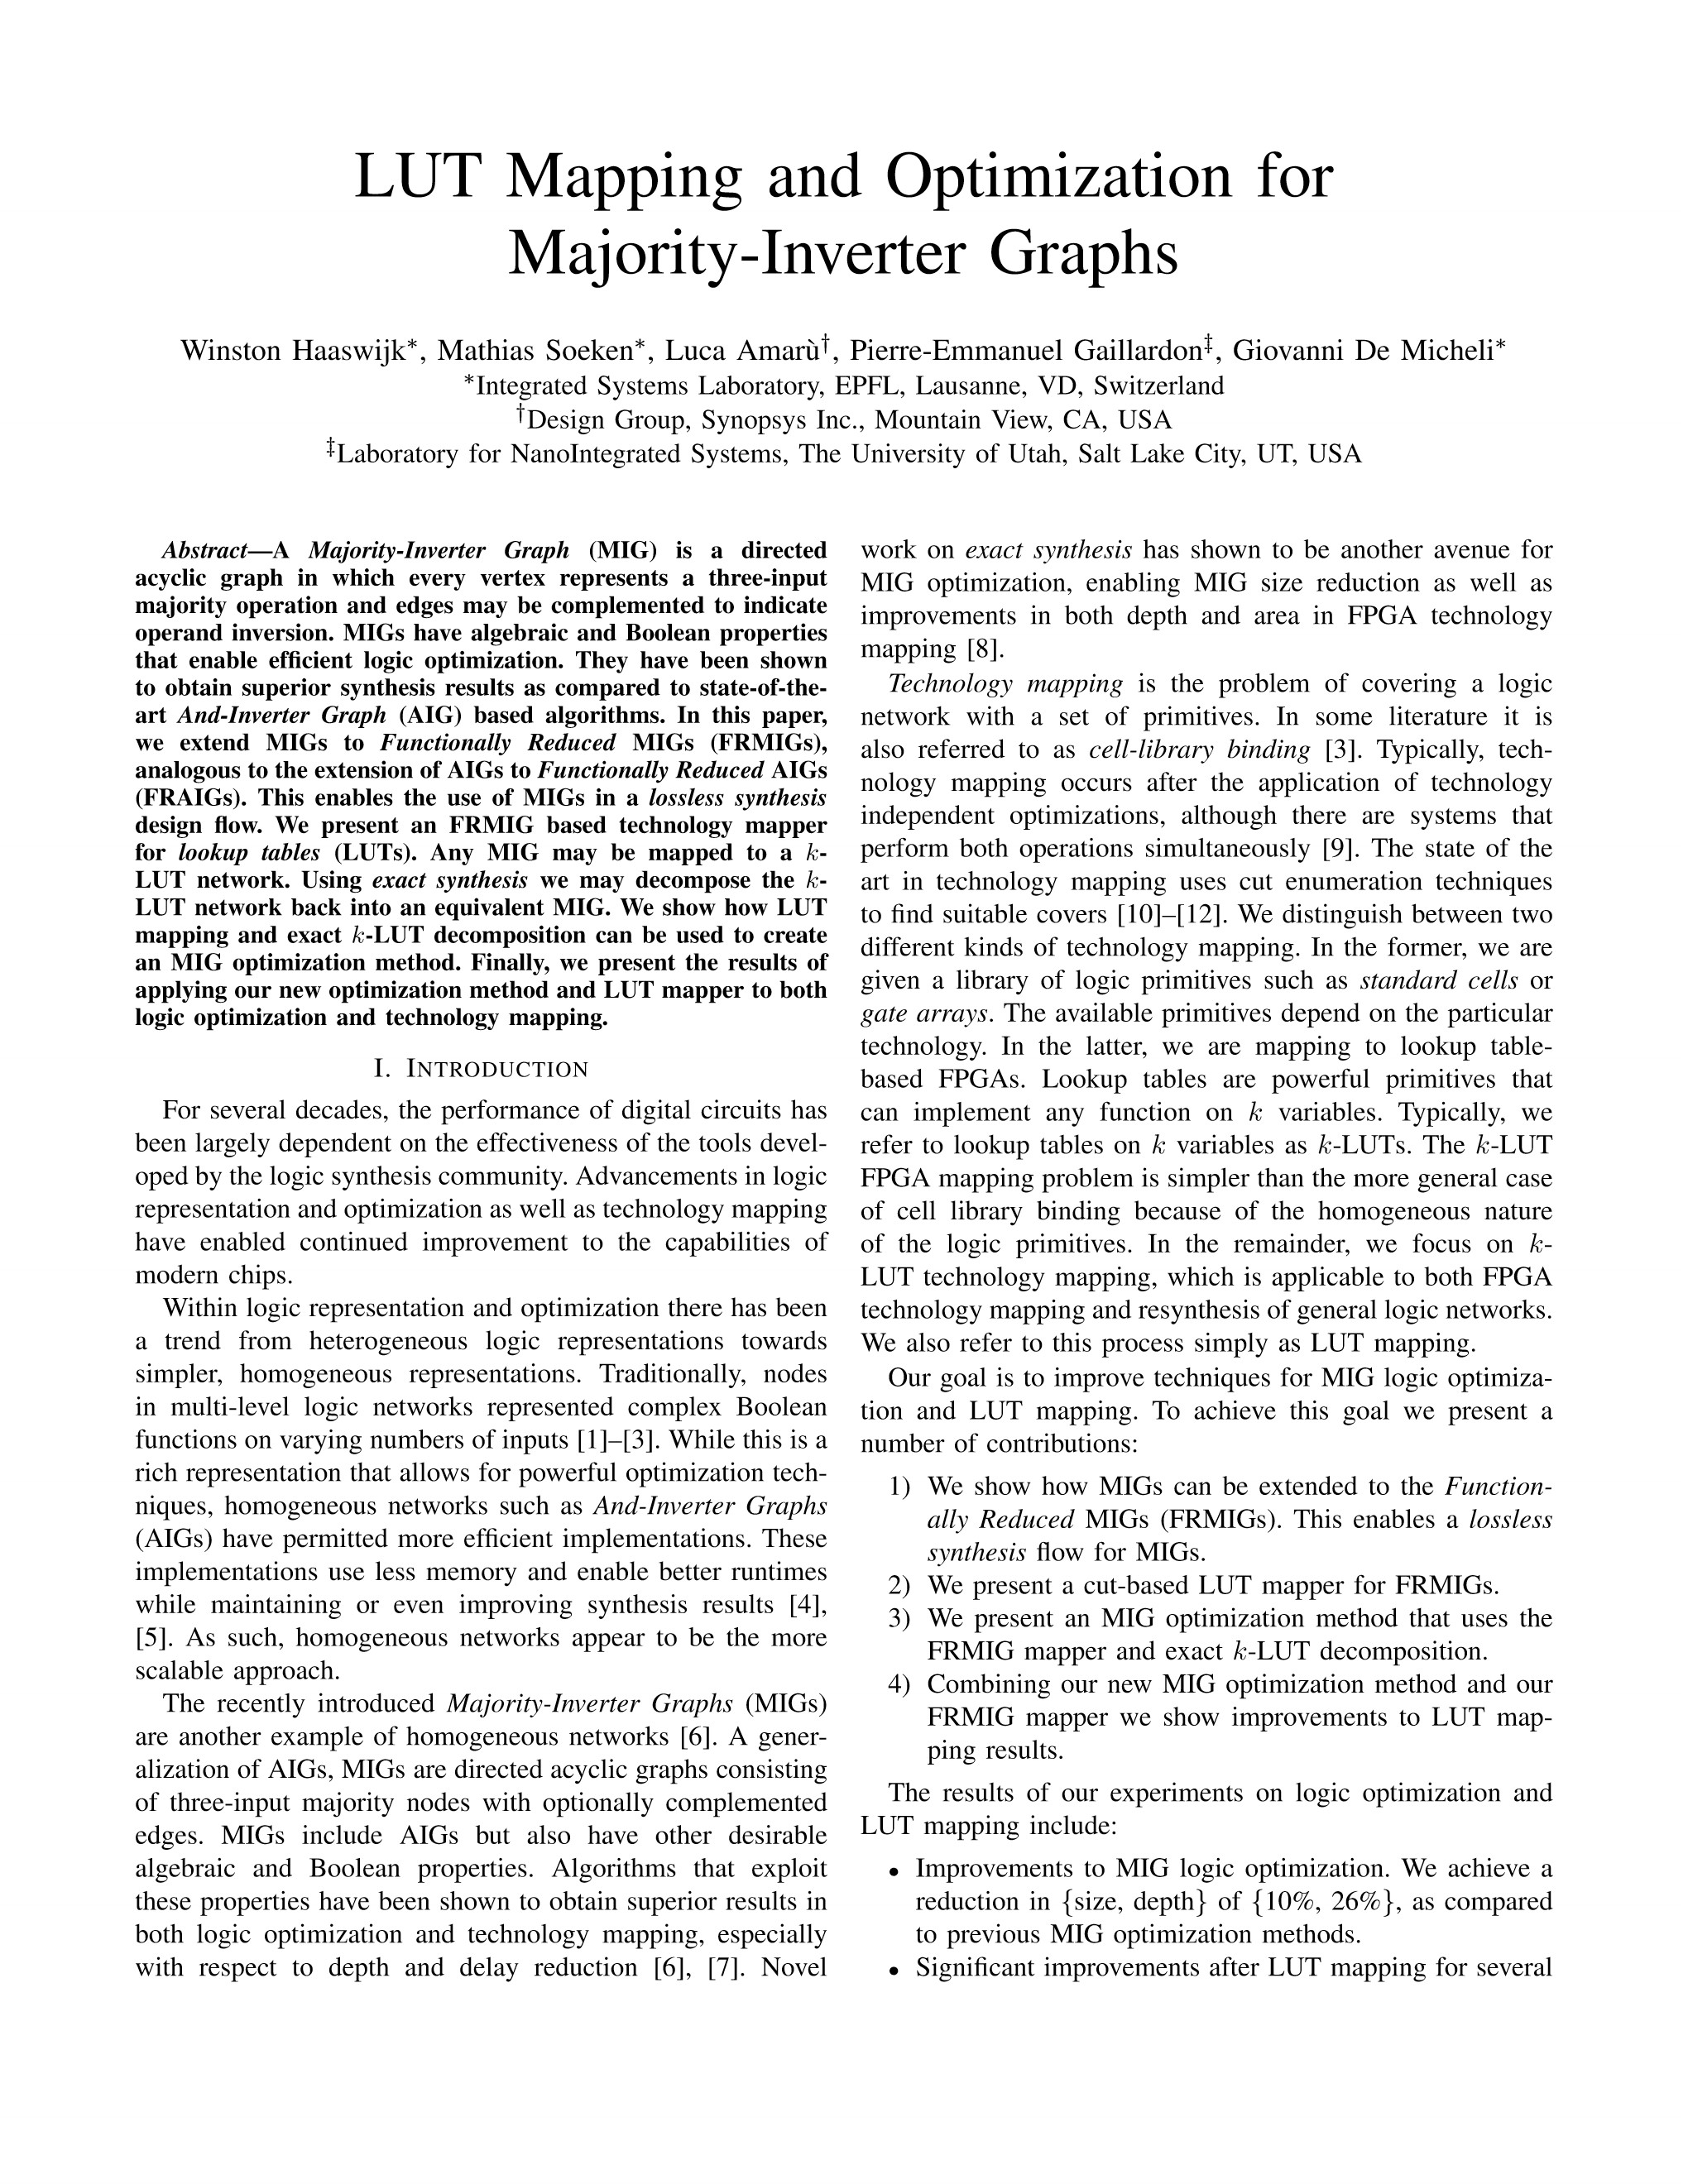 LUT Mapping and Optimization for
Majority-Inverter Graphs
Winston Haaswijk∗, Mathias Soeken∗, Luca Amarù†, Pierre-Emmanuel Gaillardon‡, Giovanni De Micheli∗
∗Integrated Systems Laboratory, EPFL, Lausanne, VD, Switzerland
†Design Group, Synopsys Inc., Mountain View, CA, USA
‡Laboratory for NanoIntegrated Systems, The University of Utah, Salt Lake City, UT, USA
Abstract—A Majority-Inverter Graph (MIG) is a directed
acyclic graph in which every vertex represents a three-input
majority operation and edges may be complemented to indicate
operand inversion. MIGs have algebraic and Boolean properties
that enable efficient logic optimization. They have been shown
to obtain superior synthesis results as compared to state-of-the-
art And-Inverter Graph (AIG) based algorithms. In this paper,
we extend MIGs to Functionally Reduced MIGs (FRMIGs),
analogous to the extension of AIGs to Functionally Reduced AIGs
(FRAIGs). This enables the use of MIGs in a lossless synthesis
design flow. We present an FRMIG based technology mapper
for lookup tables (LUTs). Any MIG may be mapped to a k-
LUT network. Using exact synthesis we may decompose the k-
LUT network back into an equivalent MIG. We show how LUT
mapping and exact k-LUT decomposition can be used to create
an MIG optimization method. Finally, we present the results of
applying our new optimization method and LUT mapper to both
logic optimization and technology mapping.
I. INTRODUCTION
For several decades, the performance of digital circuits has
been largely dependent on the effectiveness of the tools devel-
oped by the logic synthesis community. Advancements in logic
representation and optimization as well as technology mapping
have enabled continued improvement to the capabilities of
modern chips.
Within logic representation and optimization there has been
a trend from heterogeneous logic representations towards
simpler, homogeneous representations. Traditionally, nodes
in multi-level logic networks represented complex Boolean
functions on varying numbers of inputs [1]–[3]. While this is a
rich representation that allows for powerful optimization tech-
niques, homogeneous networks such as And-Inverter Graphs
(AIGs) have permitted more efficient implementations. These
implementations use less memory and enable better runtimes
while maintaining or even improving synthesis results [4],
[5]. As such, homogeneous networks appear to be the more
scalable approach.
The recently introduced Majority-Inverter Graphs (MIGs)
are another example of homogeneous networks [6]. A gener-
alization of AIGs, MIGs are directed acyclic graphs consisting
of three-input majority nodes with optionally complemented
edges. MIGs include AIGs but also have other desirable
algebraic and Boolean properties. Algorithms that exploit
these properties have been shown to obtain superior results in
both logic optimization and technology mapping, especially
with respect to depth and delay reduction [6], [7]. Novel
work on exact synthesis has shown to be another avenue for
MIG optimization, enabling MIG size reduction as well as
improvements in both depth and area in FPGA technology
mapping [8].
Technology mapping is the problem of covering a logic
network with a set of primitives. In some literature it is
also referred to as cell-library binding [3]. Typically, tech-
nology mapping occurs after the application of technology
independent optimizations, although there are systems that
perform both operations simultaneously [9]. The state of the
art in technology mapping uses cut enumeration techniques
to find suitable covers [10]–[12]. We distinguish between two
different kinds of technology mapping. In the former, we are
given a library of logic primitives such as standard cells or
gate arrays. The available primitives depend on the particular
technology. In the latter, we are mapping to lookup table-
based FPGAs. Lookup tables are powerful primitives that
can implement any function on k variables. Typically, we
refer to lookup tables on k variables as k-LUTs. The k-LUT
FPGA mapping problem is simpler than the more general case
of cell library binding because of the homogeneous nature
of the logic primitives. In the remainder, we focus on k-
LUT technology mapping, which is applicable to both FPGA
technology mapping and resynthesis of general logic networks.
We also refer to this process simply as LUT mapping.
Our goal is to improve techniques for MIG logic optimiza-
tion and LUT mapping. To achieve this goal we present a
number of contributions:
1) We show how MIGs can be extended to the Function-
ally Reduced MIGs (FRMIGs). This enables a lossless
synthesis flow for MIGs.
2) We present a cut-based LUT mapper for FRMIGs.
3) We present an MIG optimization method that uses the
FRMIG mapper and exact k-LUT decomposition.
4) Combining our new MIG optimization method and our
FRMIG mapper we show improvements to LUT map-
ping results.
The results of our experiments on logic optimization and
LUT mapping include:
• Improvements to MIG logic optimization. We achieve a
reduction in {size, depth} of {10%, 26%}, as compared
to previous MIG optimization methods.
• Significant improvements after LUT mapping for several